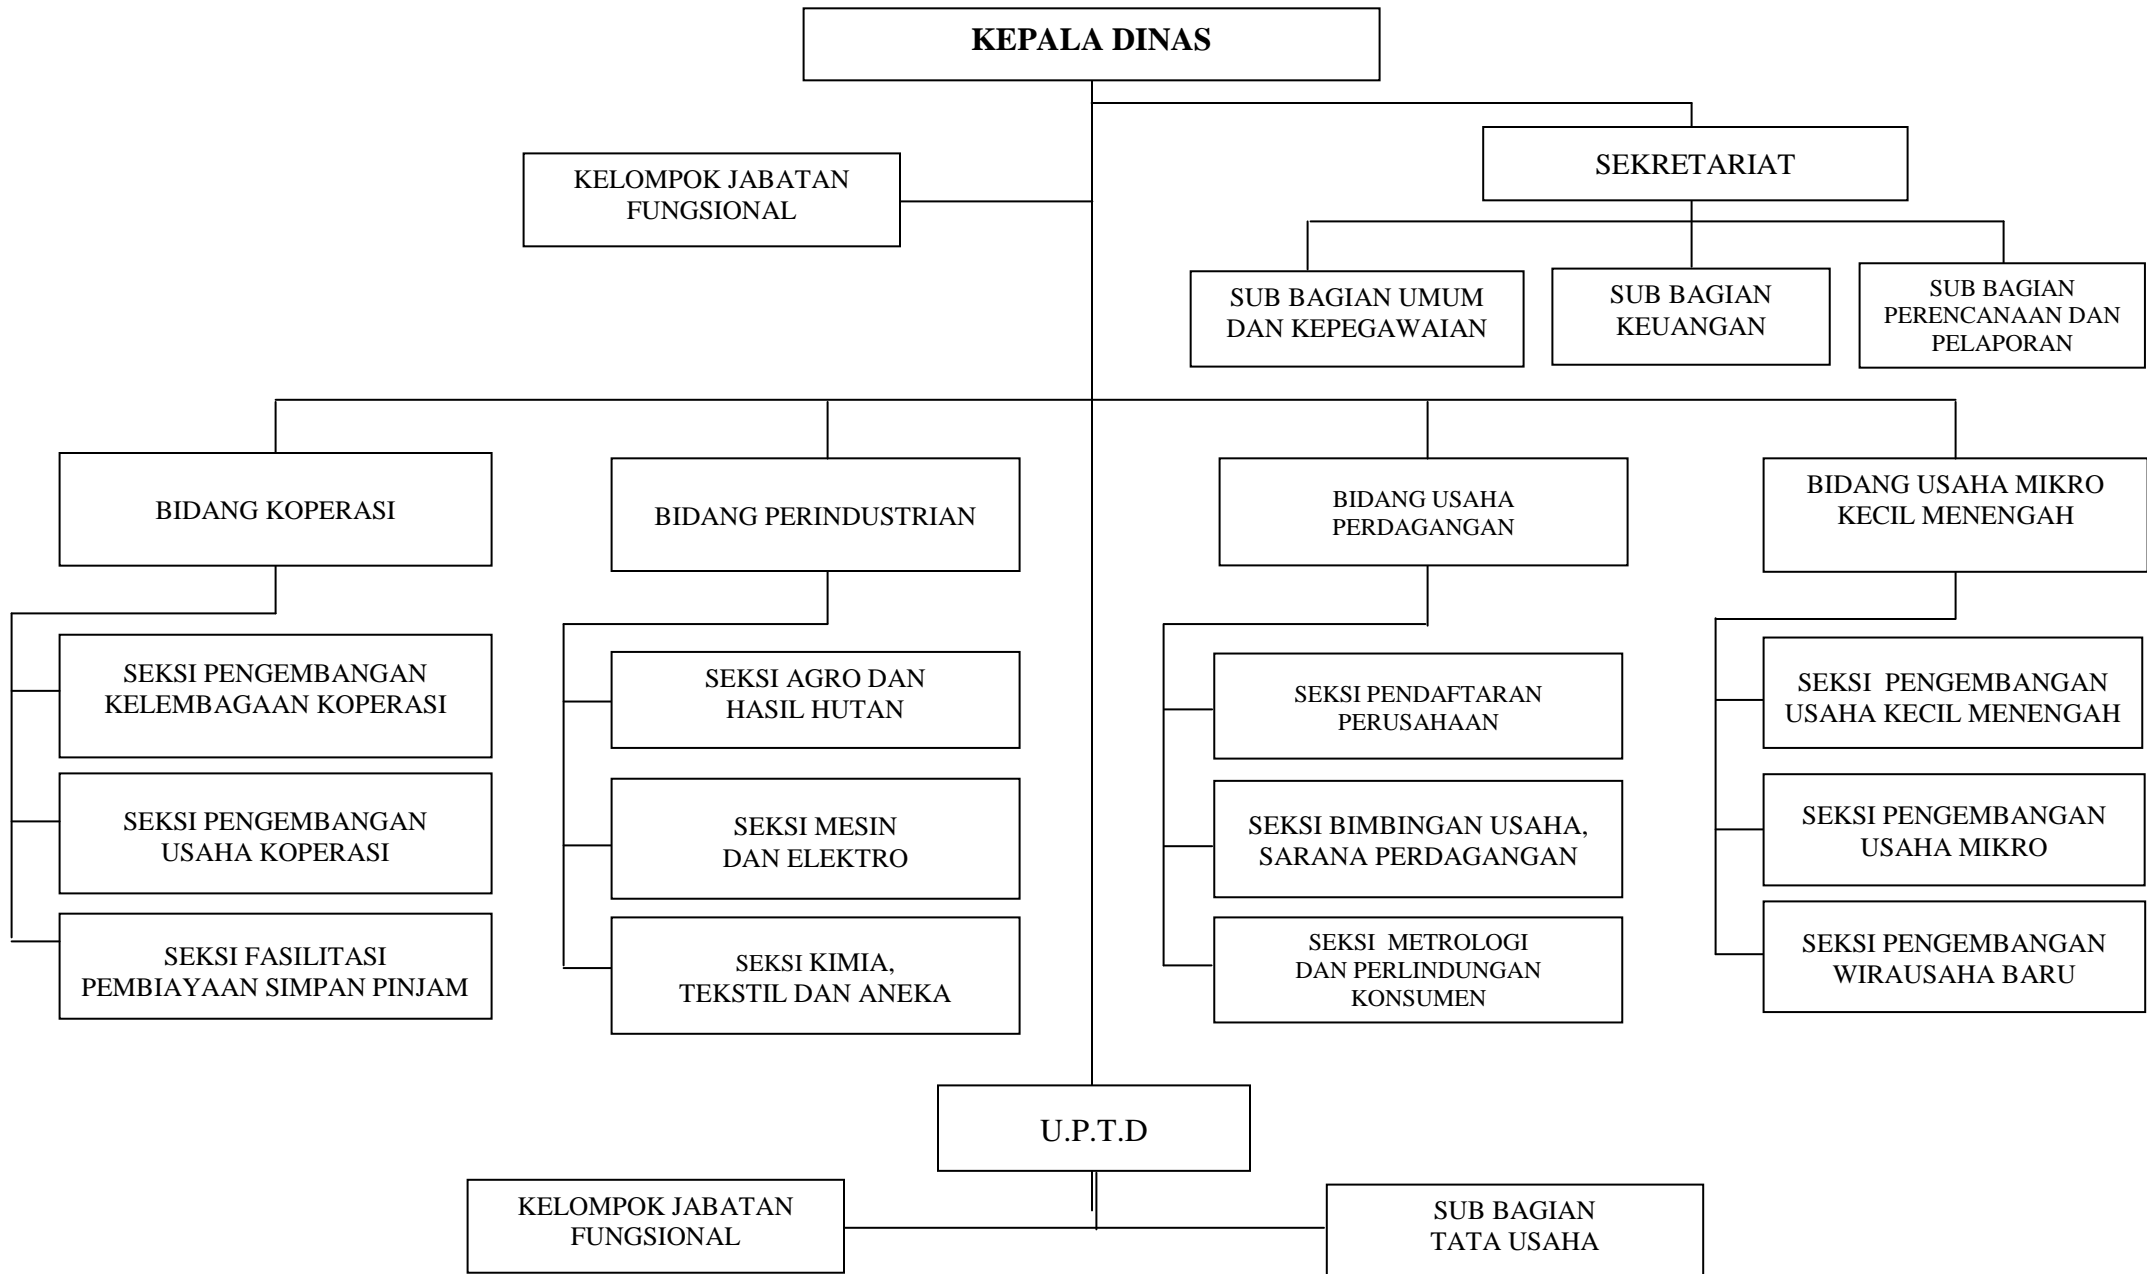 KEPALA DINAS
SEKRETARIAT
KELOMPOK JABATAN
FUNGSIONAL
SUB BAGIAN UMUM
DAN KEPEGAWAIAN
SUB BAGIAN
KEUANGAN
SUB BAGIAN
PERENCANAAN DAN
PELAPORAN
BIDANG KOPERASI
BIDANG PERINDUSTRIAN
BIDANG USAHA
PERDAGANGAN
BIDANG USAHA MIKRO
KECIL MENENGAH
SEKSI PENGEMBANGAN
KELEMBAGAAN KOPERASI
SEKSI PENGEMBANGAN
USAHA KOPERASI
SEKSI FASILITASI
PEMBIAYAAN SIMPAN PINJAM
SEKSI AGRO DAN
HASIL HUTAN
SEKSI MESIN
DAN ELEKTRO
SEKSI KIMIA,
TEKSTIL DAN ANEKA
SEKSI PENDAFTARAN
PERUSAHAAN
SEKSI BIMBINGAN USAHA,
SARANA PERDAGANGAN
SEKSI METROLOGI
DAN PERLINDUNGAN
KONSUMEN
SEKSI PENGEMBANGAN
USAHA KECIL MENENGAH
SEKSI PENGEMBANGAN
USAHA MIKRO
SEKSI PENGEMBANGAN
WIRAUSAHA BARU
U.P.T.D
KELOMPOK JABATAN
FUNGSIONAL
SUB BAGIAN
TATA USAHA